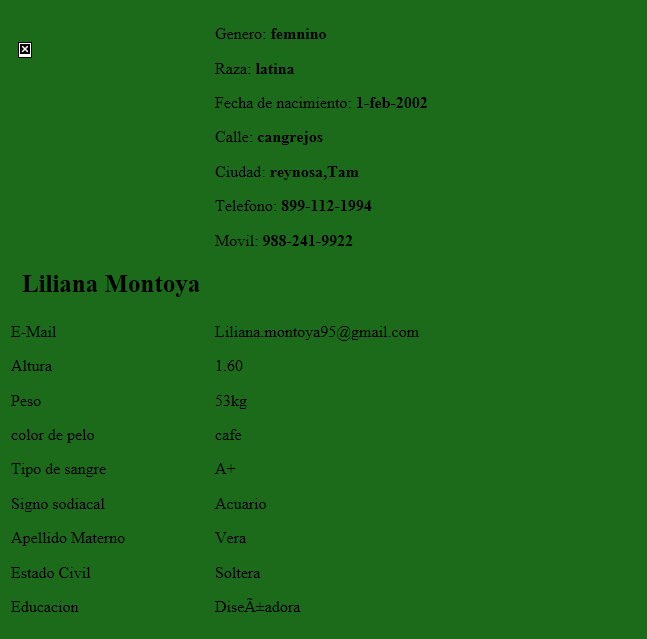 Genero: femnino
Raza: latina
Fecha de nacimiento: 1-feb-2002
Calle: cangrejos
Ciudad: reynosa,Tam
Telefono: 899-112-1994
Movil: 988-241-9922
Liliana Montoya
E-Mail Liliana.montoya95@gmail.com
Altura 1.60
Peso 53kg
color de pelo cafe
Tipo de sangre A+
Signo sodiacal Acuario
Apellido Materno Vera
Estado Civil Soltera
Educacion DiseÃ±adora